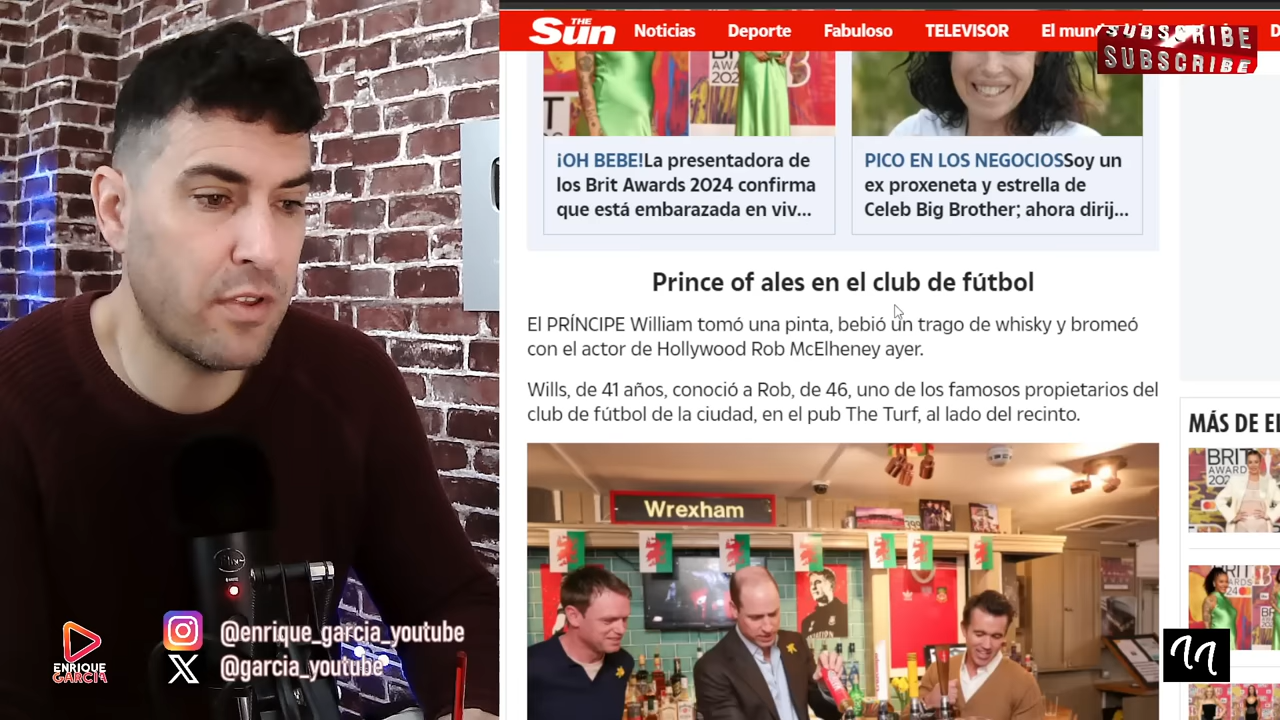 THE
Sun
Noticias Deporte Fabuloso TELEVISOR El mun
SUBSCRIBE
SUBSCRIBE
¡OH BEBE!La presentadora de
los Brit Awards 2024 confirma
que está embarazada en viv...
PICO EN LOS NEGOCIOSSoy un
ex proxeneta y estrella de
Celeb Big Brother; ahora dirij...
Prince of ales en el club de fútbol
El PRÍNCIPE William tomó una pinta, bebió un trago de whisky y bromeó
con el actor de Hollywood Rob McElheney ayer.
Wills, de 41 años, conoció a Rob, de 46, uno de los famosos propietarios del
club de fútbol de la ciudad, en el pub The Turf, al lado del recinto.
MÁS DE E
BRIT
Wrexham
@enrique_garcia_youtube
@garcia_youtube
ENRIQUE
GARCIA